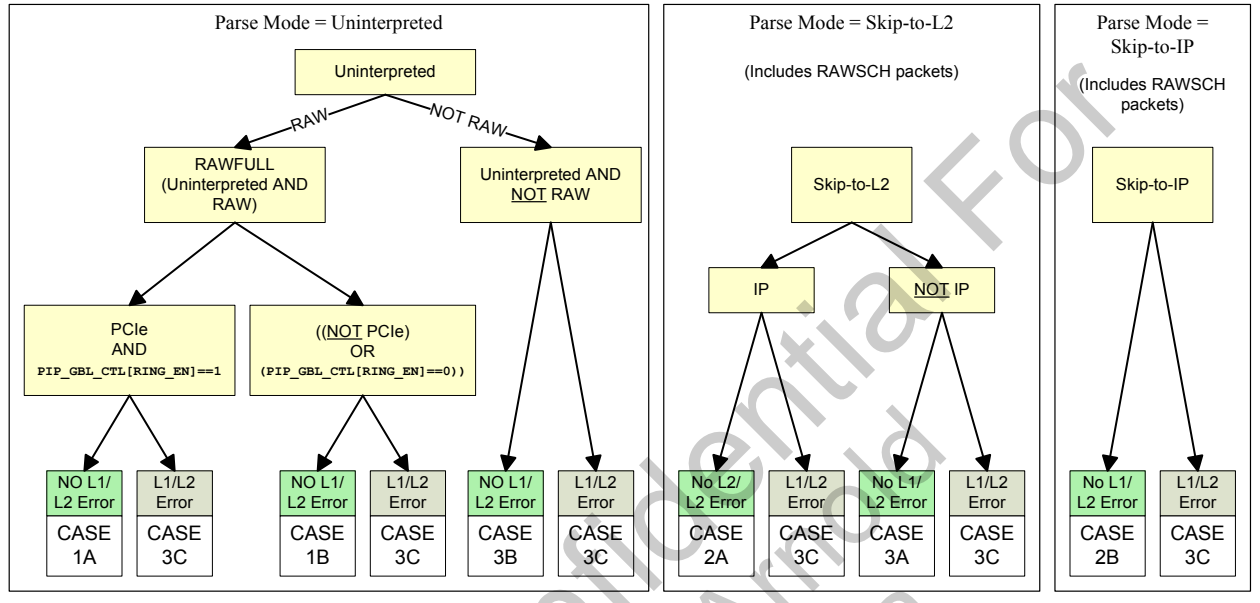 Parse Mode = Uninterpreted
Uninterpreted
RAW
NOT RAW
RAWFULL
(Uninterpreted AND
RAW)
Uninterpreted AND
NOT RAW
PCIe
AND
PIP_GBL_CTL[RING_EN]==1
((NOT PCIe)
OR
(PIP_GBL_CTL[RING_EN]==0))
NO L1/
L2 Error
CASE
1A
L1/L2
Error
CASE
3C
NO L1/
L2 Error
CASE
1B
L1/L2
Error
CASE
3C
NO L1/
L2 Error
CASE
3B
L1/L2
Error
CASE
3C
Parse Mode = Skip-to-L2
(Includes RAWSCH packets)
Skip-to-L2
IP
NOT IP
No L2/
L2 Error
CASE
2A
L1/L2
Error
CASE
3C
No L1/
L2 Error
CASE
3A
L1/L2
Error
CASE
3C
Parse Mode =
Skip-to-IP
(Includes RAWSCH
packets)
Skip-to-IP
No L1/
L2 Error
CASE
2B
L1/L2
Error
CASE
3C
For
Arnold